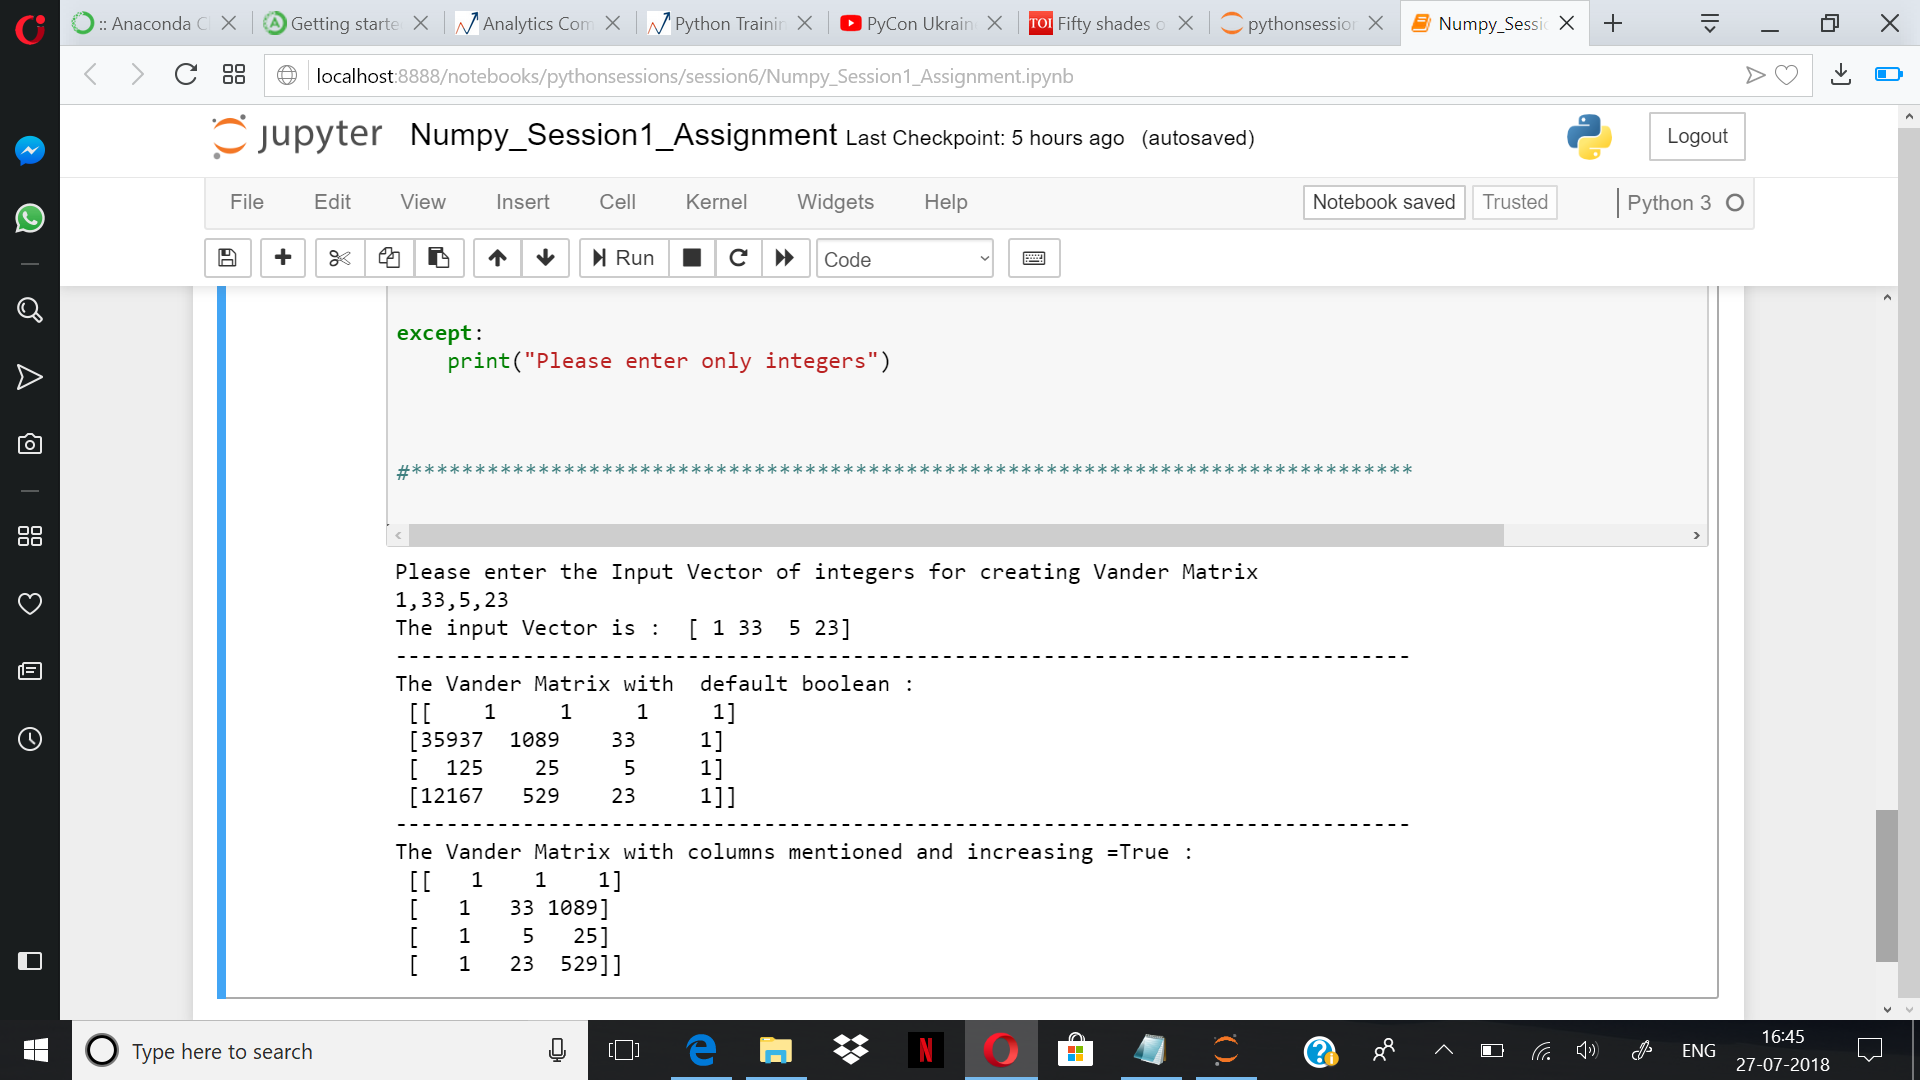 :: Anaconda C
Getting starte
Analytics Com
Python Trainin
PyCon Ukrain
TOI Fifty shades o
pythonsession
Numpy_Sessi
localhost:8888/notebooks/pythonsessions/session6/Numpy_Session1_Assignment.ipynb
jupyter Numpy_Session1_Assignment Last Checkpoint: 5 hours ago (autosaved)
Logout
File Edit View Insert Cell Kernel Widgets Help
Notebook saved Trusted Python 3
Run Code
except:
print("Please enter only integers")
#*******************************************************************************
Please enter the Input Vector of integers for creating Vander Matrix
1,33,5,23
The input Vector is :  [ 1 33  5 23]
--------------------------------------------------------------------------------
The Vander Matrix with  default boolean :
[[    1     1     1     1]
[35937  1089    33     1]
[  125    25     5     1]
[12167   529    23     1]]
--------------------------------------------------------------------------------
The Vander Matrix with columns mentioned and increasing =True :
[[   1    1    1]
[   1   33 1089]
[   1    5   25]
[   1   23  529]]
Type here to search
N
ENG
16:45
27-07-2018